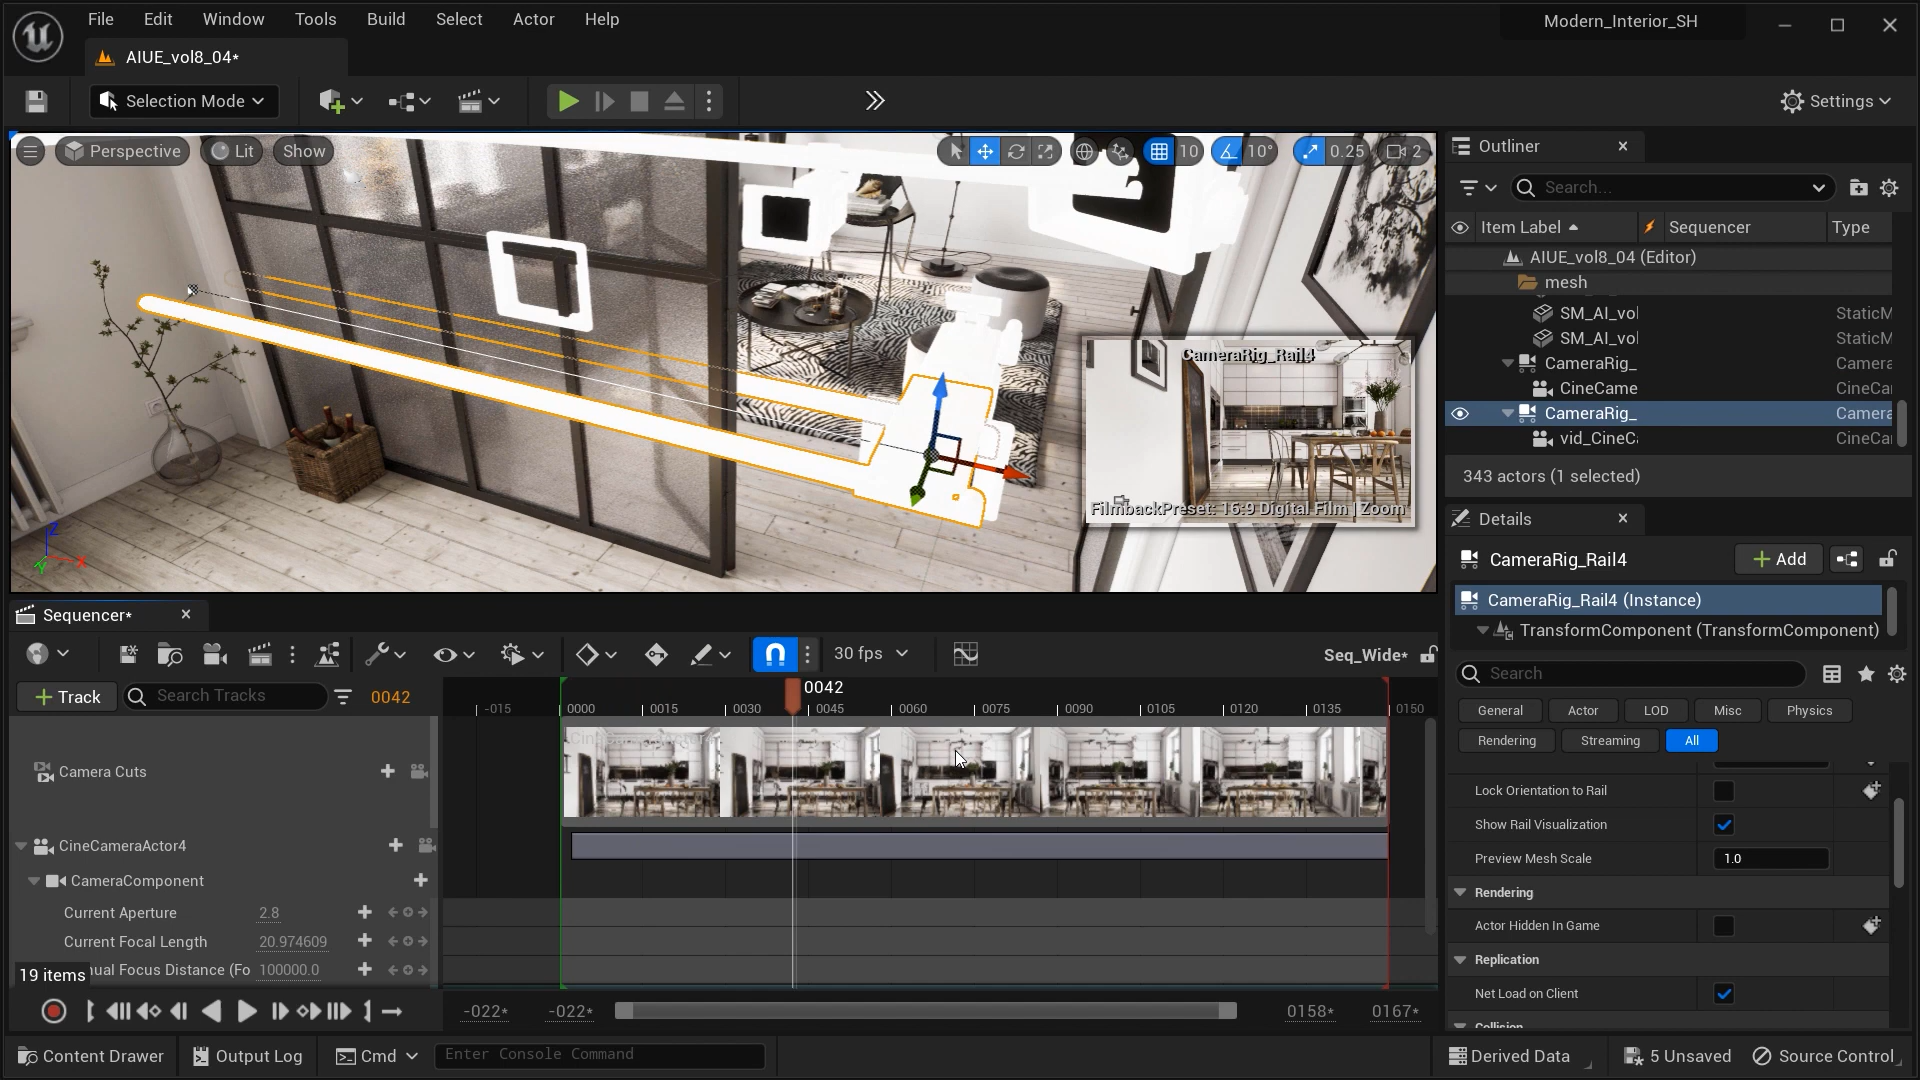 File Edit Window Tools Build Select Actor Help
Modern_Interior_SH
AIUE_vol8_04*
Selection Mode
Settings
Perspective Lit Show
10 10° 0.25 2
CameraRig_Rail4
FilmbackPreset: 16:9 Digital Film | Zoom
Z
X
Y
Outliner
Search...
Item Label Sequencer Type
AIUE_vol8_04 (Editor)
mesh
SM_AI_vol StaticM
SM_AI_vol StaticM
CameraRig_ Camera
CineCame CineCa
CameraRig_ Camera
vid_CineC CineCa
343 actors (1 selected)
Details
CameraRig_Rail4 Add
CameraRig_Rail4 (Instance)
TransformComponent (TransformComponent)
Search
General Actor LOD Misc Physics
Rendering Streaming All
Lock Orientation to Rail
Show Rail Visualization
Preview Mesh Scale 1.0
Rendering
Actor Hidden In Game
Replication
Net Load on Client
Collision
Sequencer*
30 fps
Seq_Wide*
Track Search Tracks 0042
0042
-015 0000 0015 0030 0045 0060 0075 0090 0105 0120 0135 0150
Camera Cuts
CineCameraActor4
CameraComponent
Current Aperture 2.8
Current Focal Length 20.974609
nual Focus Distance (Fo 100000.0
19 items
-022* -022* 0158* 0167*
Content Drawer Output Log Cmd Enter Console Command
Derived Data 5 Unsaved Source Control